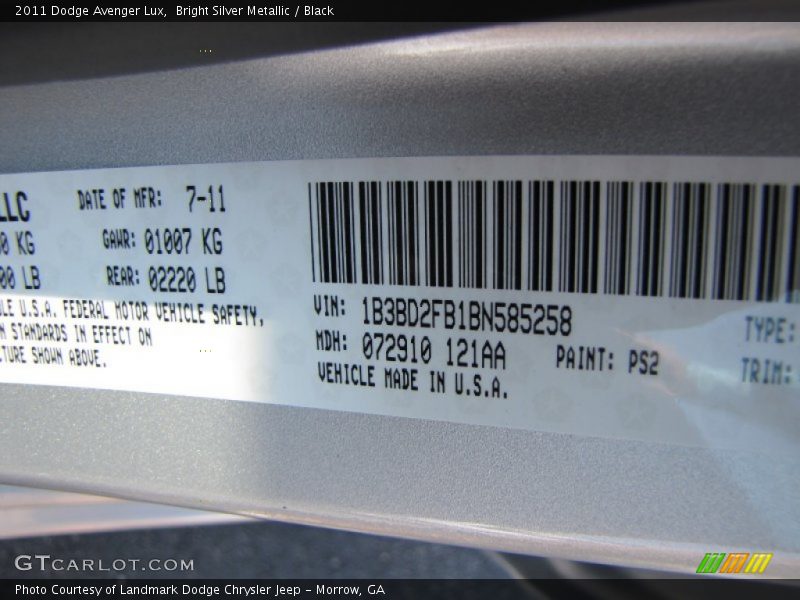 2011 Dodge Avenger Lux,  Bright Silver Metallic / Black
LLC
DATE OF MFR: 7-11
0 KG
GAWR: 01007 KG
00 LB
REAR: 02220 LB
LE U.S.A. FEDERAL MOTOR VEHICLE SAFETY,
N STANDARDS IN EFFECT ON
CTURE SHOWN ABOVE.
VIN: 1B3BD2FB1BN585258
TYPE:
MDH: 072910 121AA
PAINT: PS2
TRIM:
VEHICLE MADE IN U.S.A.
GTCARLOT.COM
Photo Courtesy of Landmark Dodge Chrysler Jeep – Morrow, GA